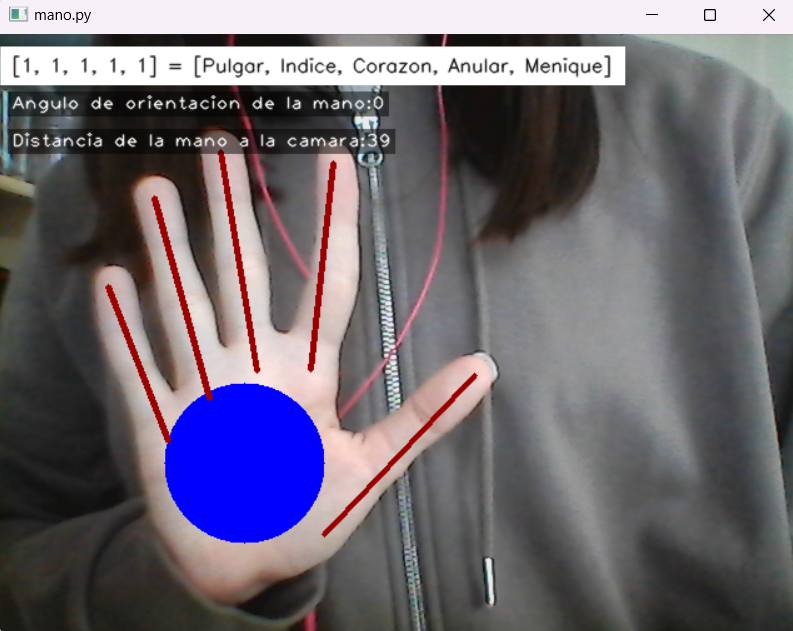 mano.py
[1, 1, 1, 1, 1] = [Pulgar, Indice, Corazon, Anular, Menique]
Angulo de orientacion de la mano:0
Distancia de la mano a la camara:39